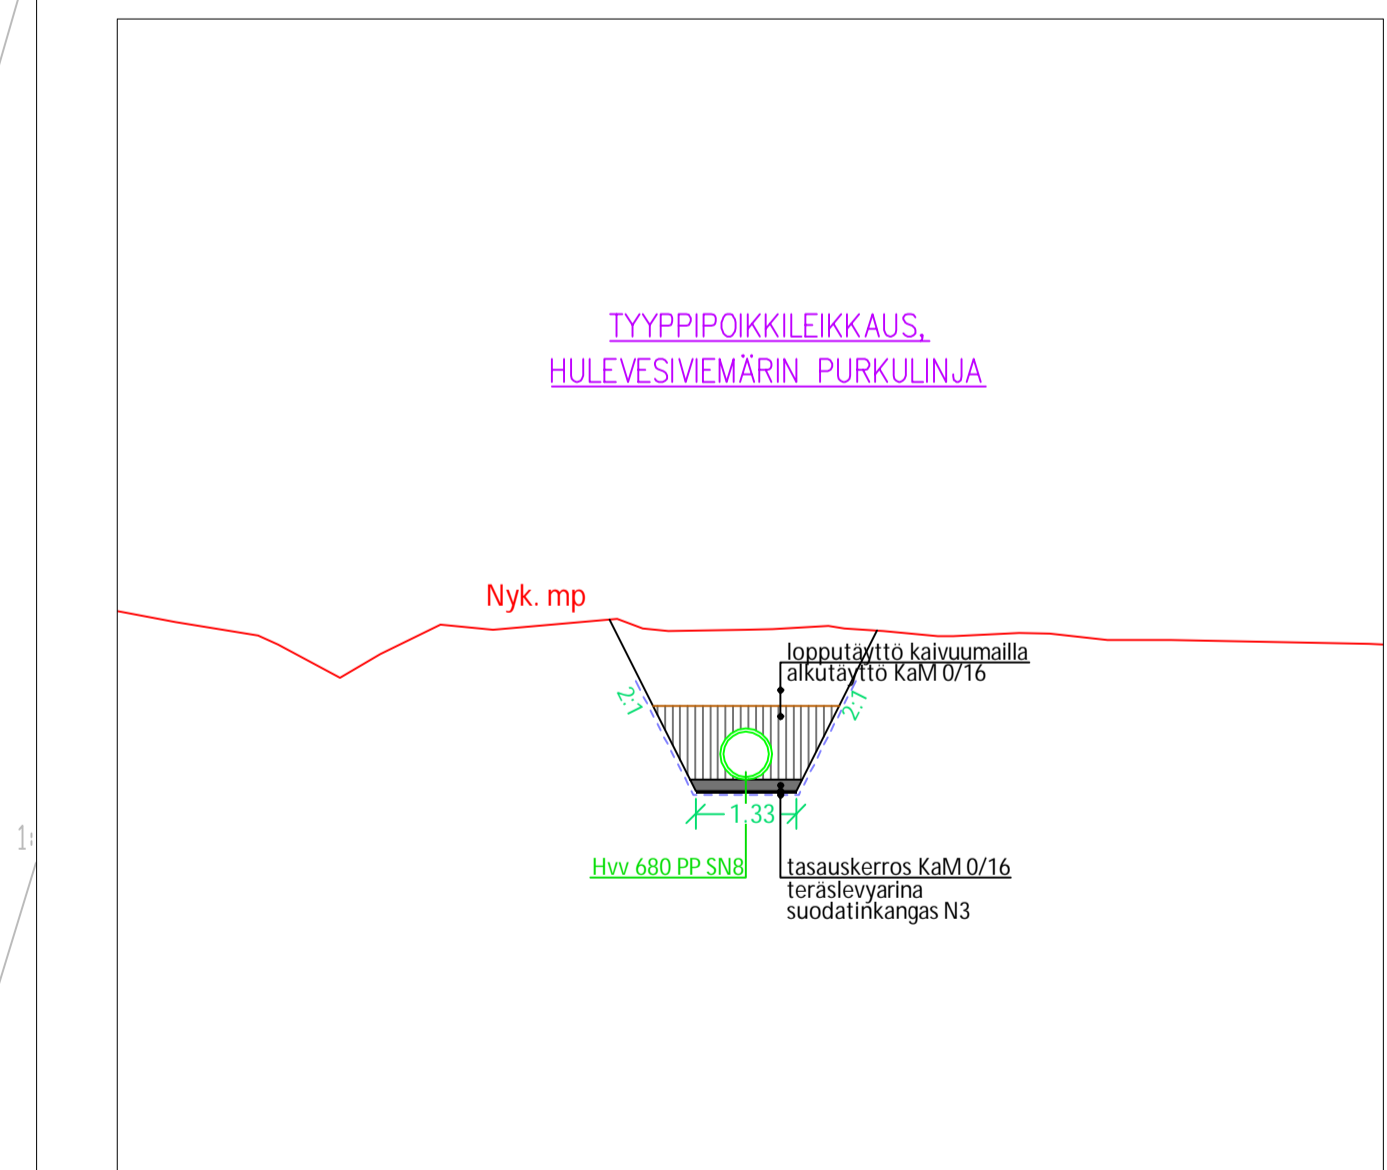 TYYPPIPOIKKILEIKKAUS,
HULEVESIVIEMÄRIN PURKULINJA
Nyk. mp
lopputäyttö kaivuumailla
alkutäyttö KaM 0/16
2:1
2:1
1.33
1:
Hvv 680 PP SN8
tasauskerros KaM 0/16
teräslevyarina
suodatinkangas N3